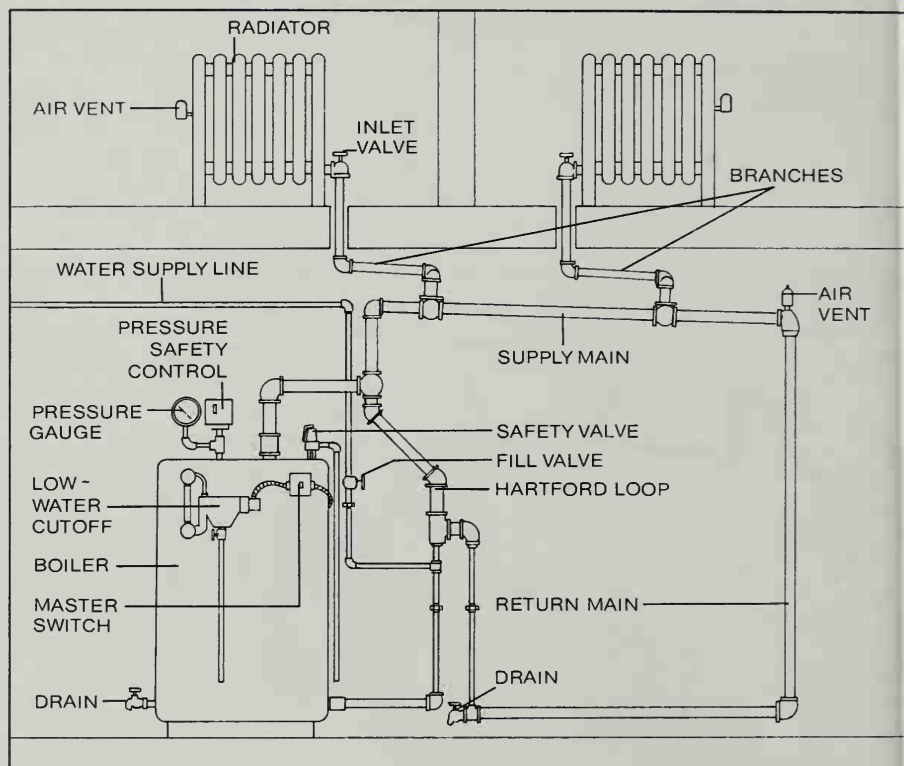 RADIATOR
AIR VENT
INLET
VALVE
BRANCHES
WATER SUPPLY LINE
AIR
VENT
PRESSURE
SAFETY
CONTROL
SUPPLY MAIN
PRESSURE
GAUGE
SAFETY VALVE
FILL VALVE
LOW-
WATER
CUTOFF
HARTFORD LOOP
BOILER
MASTER
SWITCH
RETURN MAIN
DRAIN
DRAIN